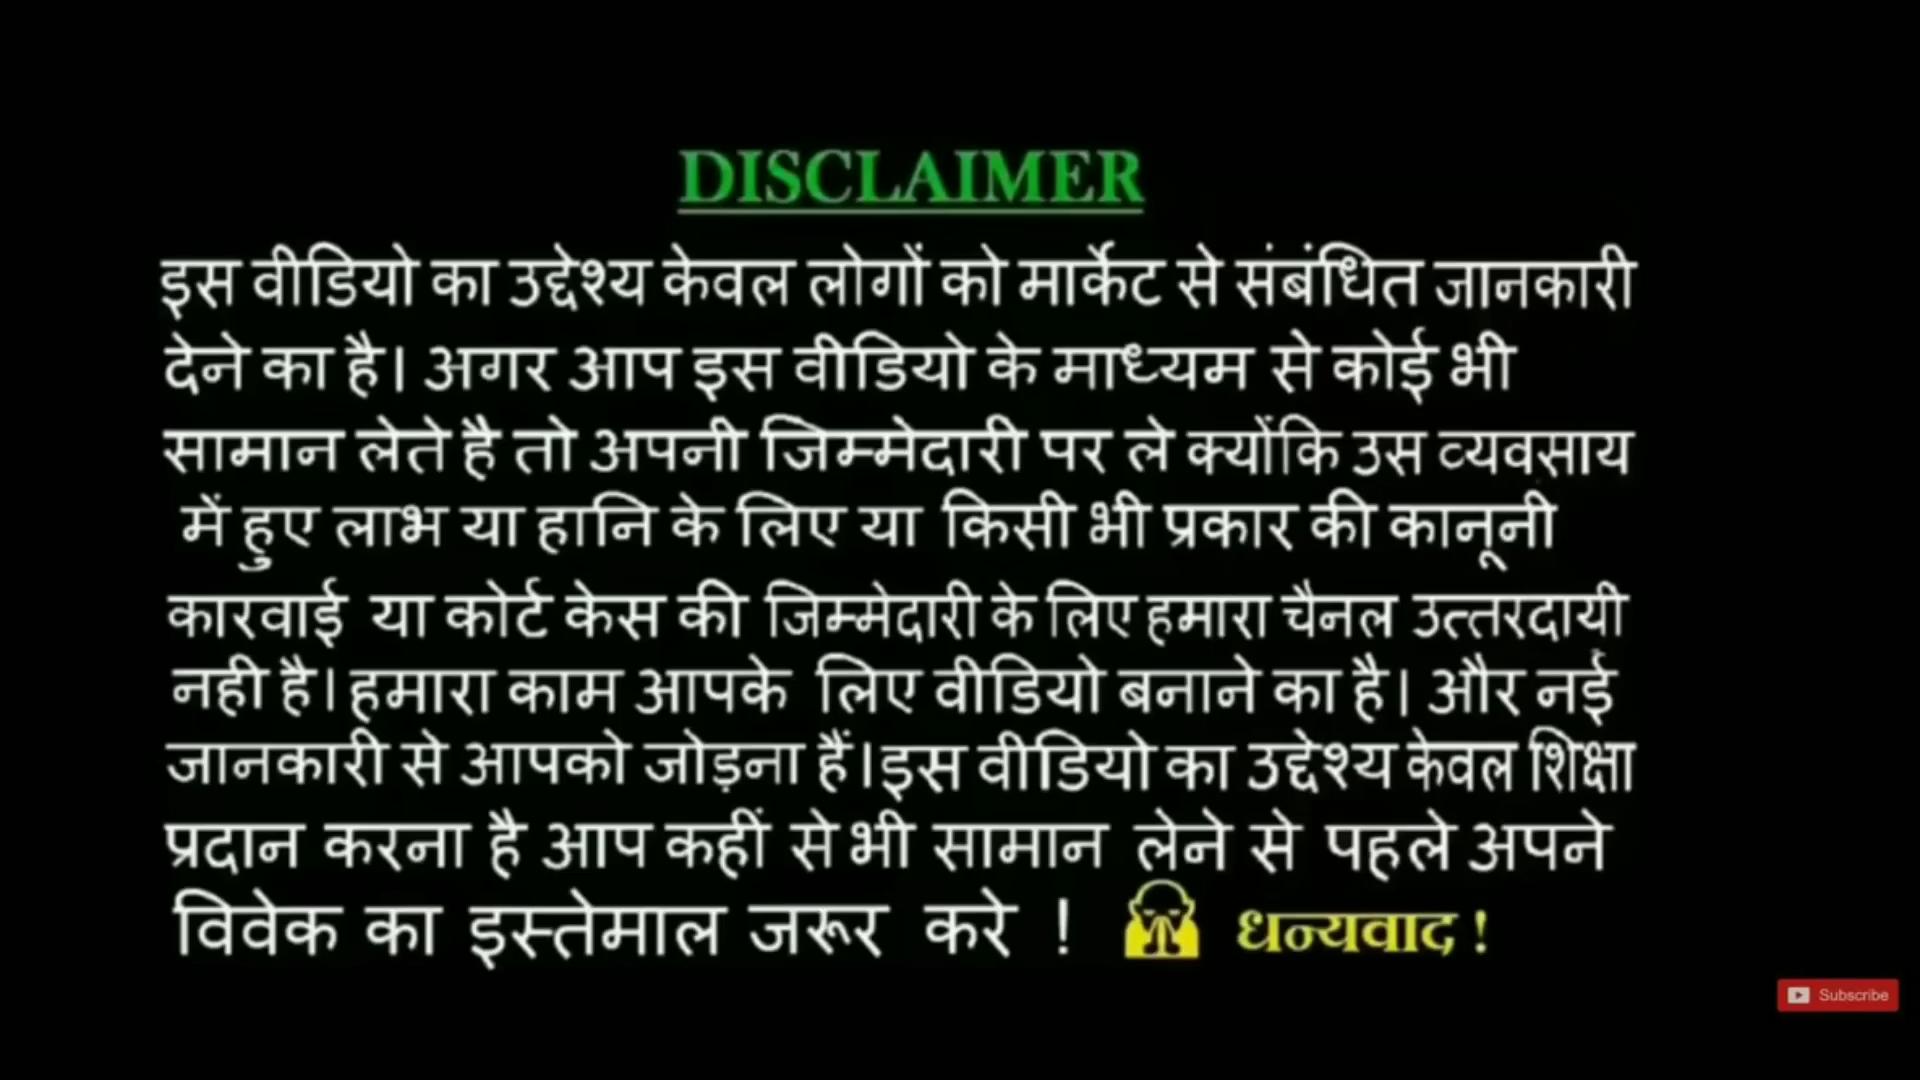 DISCLAIMER
इस वीडियो का उद्देश्य केवल लोगों को मार्केट से संबंधित जानकारी
देने का है। अगर आप इस वीडियो के माध्यम से कोई भी
सामान लेते है तो अपनी जिम्मेदारी पर ले क्योंकि उस व्यवसाय
में हुए लाभ या हानि के लिए या किसी भी प्रकार की कानूनी
कारवाई या कोर्ट केस की जिम्मेदारी के लिए हमारा चैनल उत्तरदायी
नही है। हमारा काम आपके लिए वीडियो बनाने का है। और नई
जानकारी से आपको जोड़ना हैं।इस वीडियो का उद्देश्य केवल शिक्षा
प्रदान करना है आप कहीं से भी सामान लेने से पहले अपने
विवेक का इस्तेमाल जरूर करे ! धन्यवाद !
Subscribe